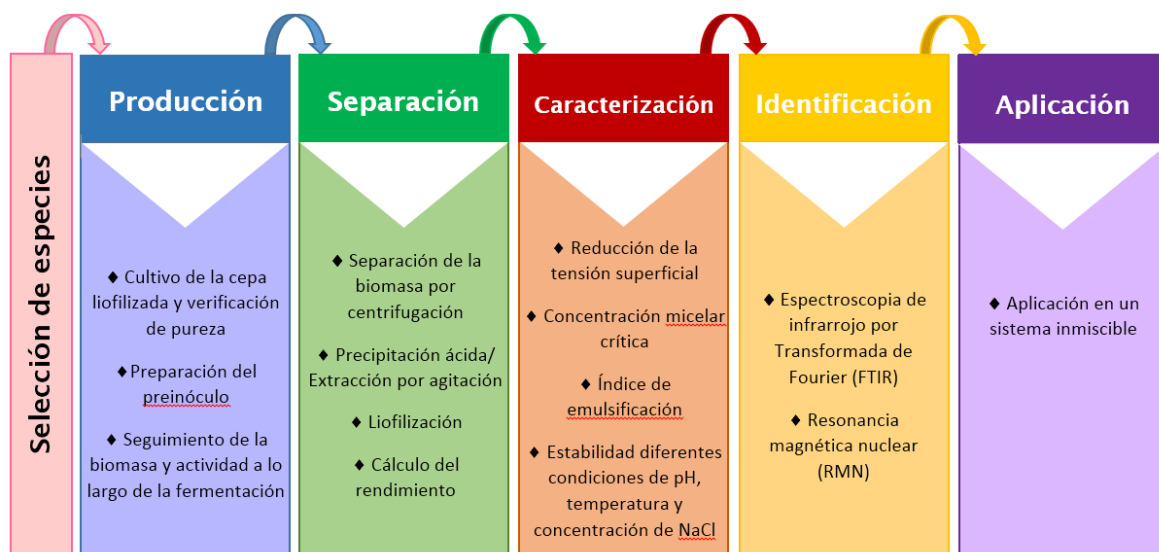 Selección de especies
Producción
♦ Cultivo de la cepa
liofilizada y verificación
de pureza
♦Preparación del
preinóculo
♦ Seguimiento de la
biomasa y actividad a lo
largo de la fermentación
Separación
♦ Separación de la
biomasa por
centrifugación
♦ Precipitación ácida/
Extracción por agitación
♦ Liofilización
♦ Cálculo del
rendimiento
Caracterización
♦ Reducción de la
tensión superficial
♦ Concentración micelar
crítica
♦ Índice de
emulsificación
♦ Estabilidad diferentes
condiciones de pH,
temperatura y
concentración de NaCl
Identificación
♦ Espectroscopia de
infrarrojo por
Transformada de
Fourier (FTIR)
♦ Resonancia
magnética nuclear
(RMN)
Aplicación
♦ Aplicación en un
sistema inmiscible